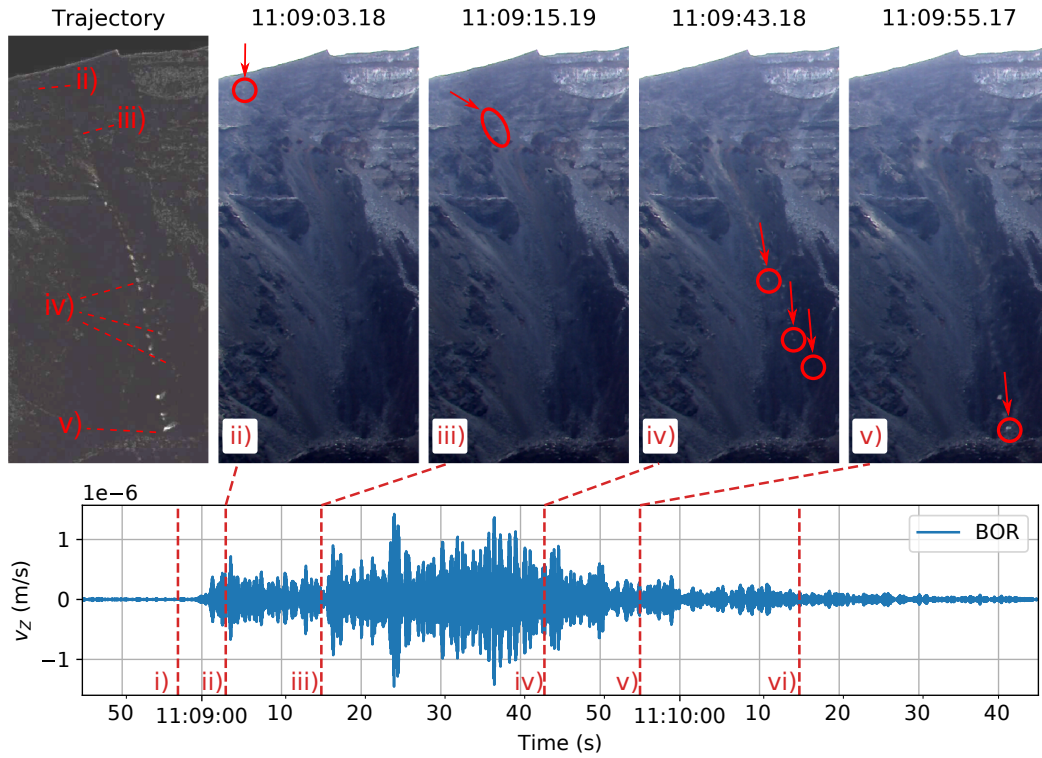 Trajectory 11:09:03.18 11:09:15.19 11:09:43.18 11:09:55.17
ii)
iii)
iv)
v)
ii) iii) iv) v)
1e−6
BOR
1
0
−1
v_Z (m/s)
i) ii) iii) iv) v) vi)
50 11:09:00 10 20 30 40 50 11:10:00 10 20 30 40
Time (s)